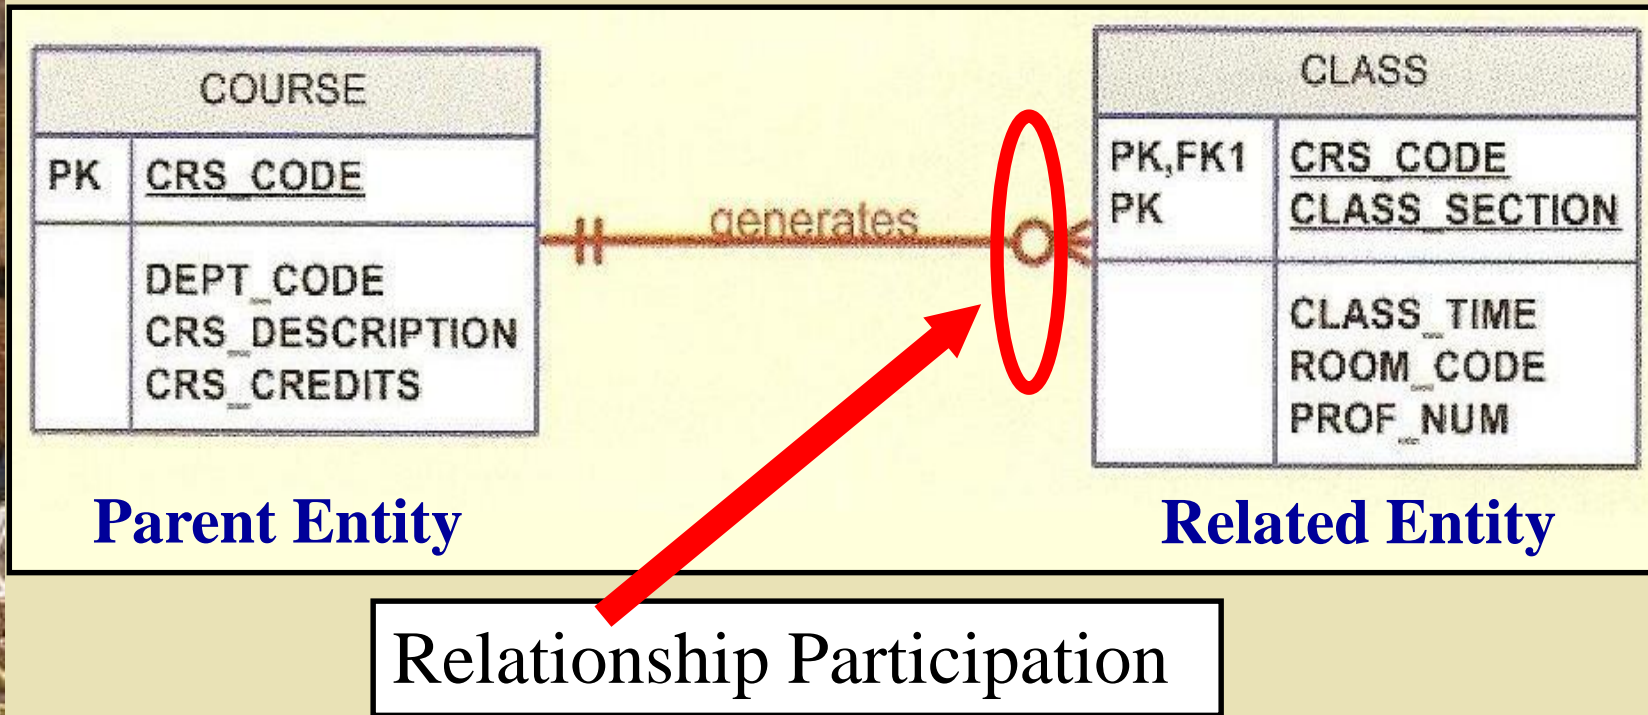 COURSE
PK CRS_CODE
DEPT_CODE
CRS_DESCRIPTION
CRS_CREDITS
generates
CLASS
PK,FK1 CRS_CODE
PK CLASS_SECTION
CLASS_TIME
ROOM_CODE
PROF_NUM
Parent Entity
Related Entity
Relationship Participation